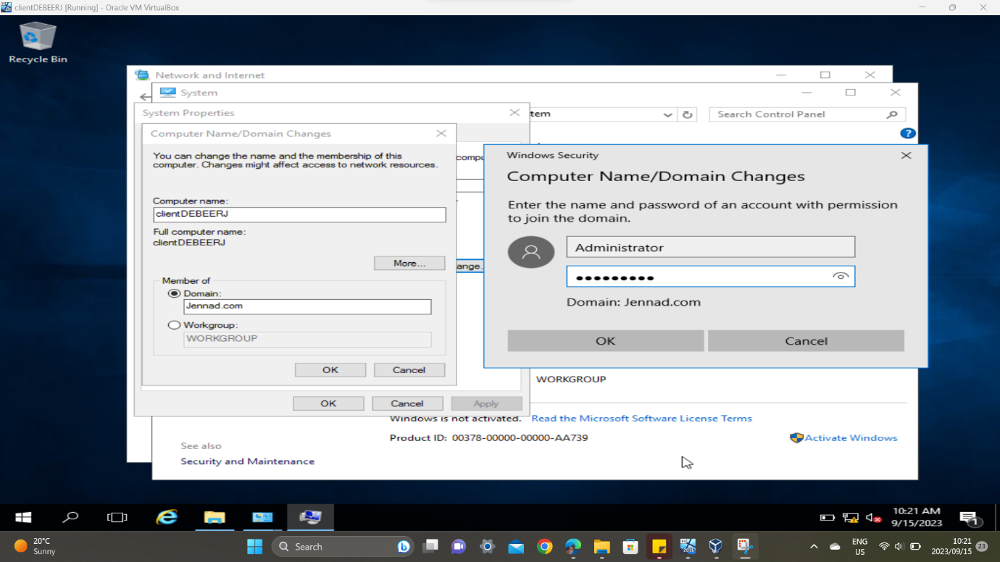 clientDEBEERJ [Running] - Oracle VM VirtualBox
Recycle Bin
Network and Internet
System
System Properties
tem
Search Control Panel
?
Computer Name/Domain Changes
You can change the name and the membership of this
computer. Changes might affect access to network resources.
compu
Computer name:
clientDEBEERJ
Full computer name:
clientDEBEERJ
More...
ange.
Member of
Domain:
Jennad.com
Workgroup:
WORKGROUP
OK
Cancel
OK
Cancel
Apply
Windows Security
Computer Name/Domain Changes
Enter the name and password of an account with permission
to join the domain.
Administrator
Domain: Jennad.com
OK
Cancel
WORKGROUP
Windows is not activated. Read the Microsoft Software License Terms
Product ID: 00378-00000-00000-AA739
Activate Windows
See also
Security and Maintenance
10:21 AM
9/15/2023
1
20°C
Sunny
Search
2016
ENG
US
10:21
2023/09/15
23